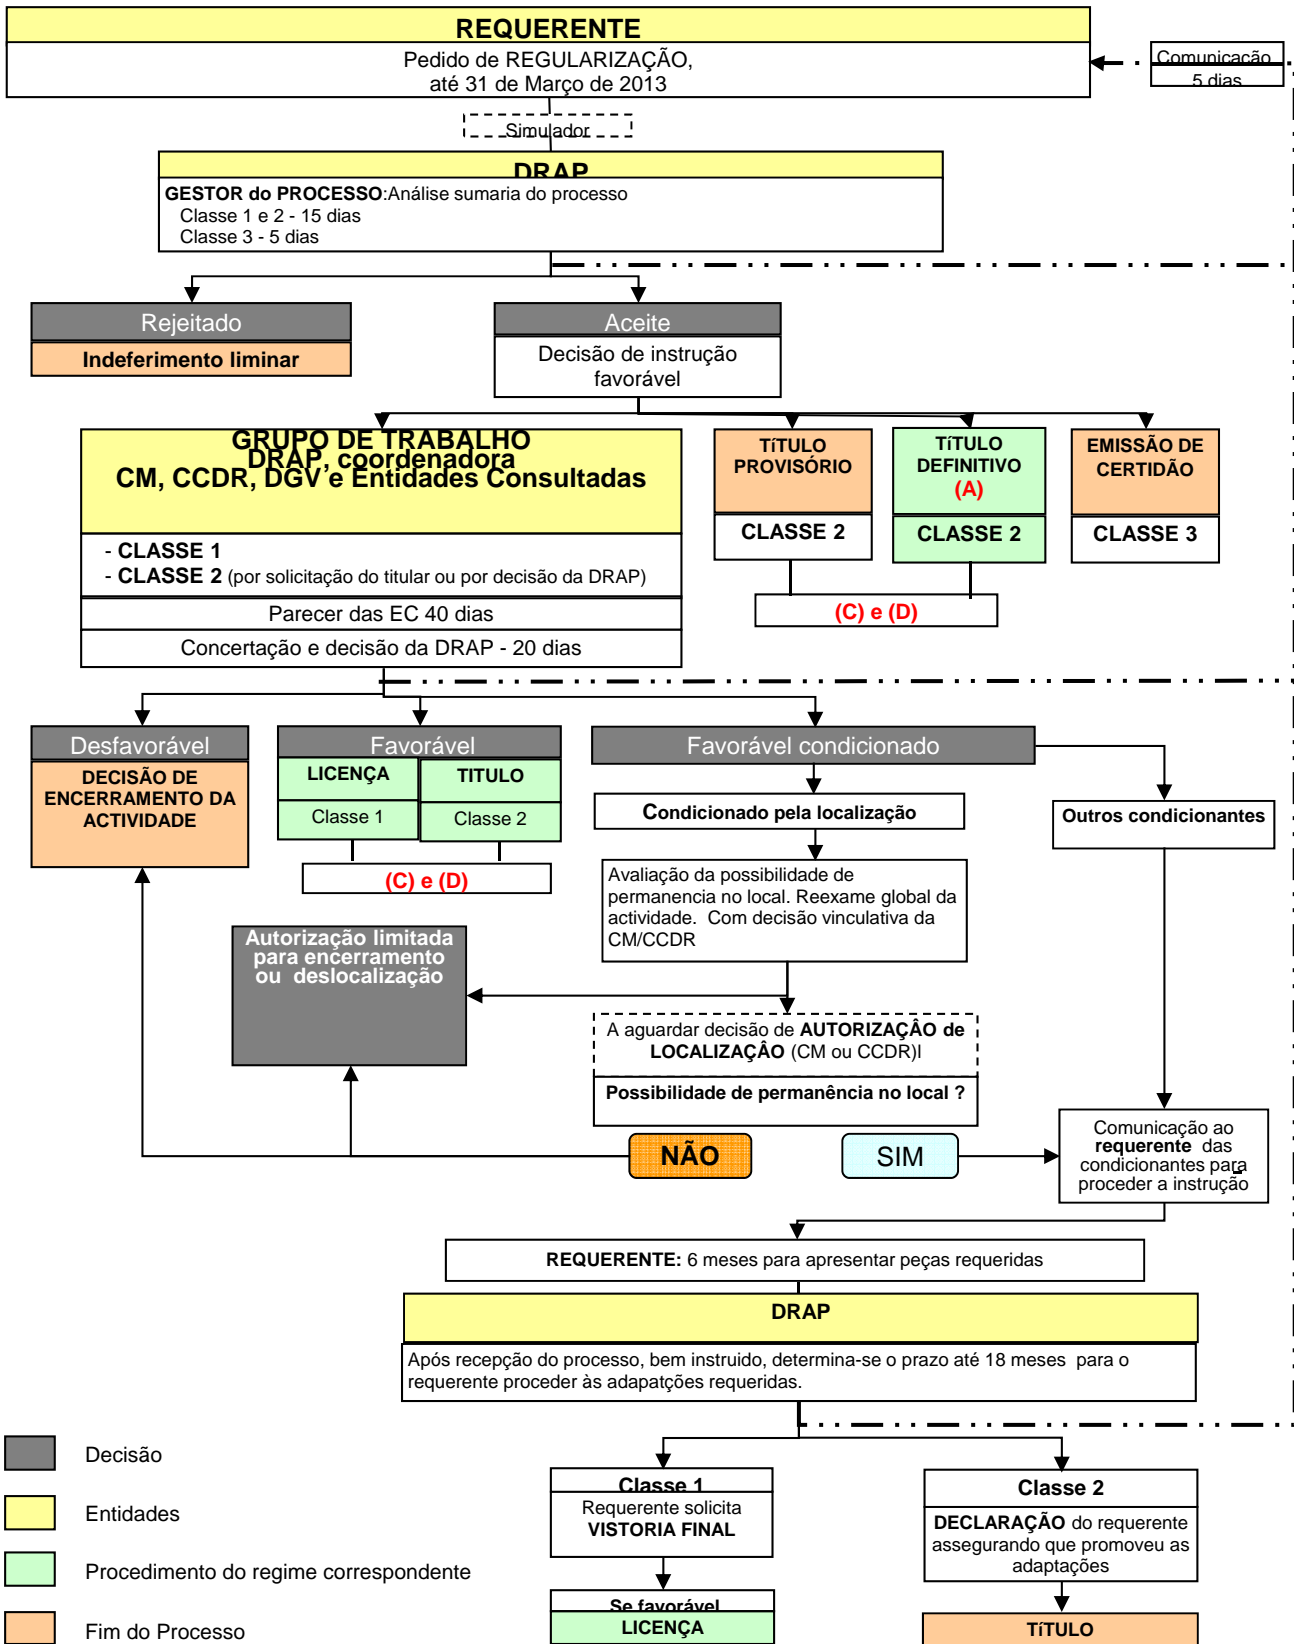 REQUERENTE
Pedido de REGULARIZAÇÃO,
até 31 de Março de 2013
Comunicação
5 dias
Simulador
DRAP
GESTOR do PROCESSO:Análise sumaria do processo
Classe 1 e 2 - 15 dias
Classe 3 - 5 dias
Rejeitado
Indeferimento liminar
Aceite
Decisão de instrução
favorável
GRUPO DE TRABALHO
DRAP, coordenadora
CM, CCDR, DGV e Entidades Consultadas
- CLASSE 1
- CLASSE 2 (por solicitação do titular ou por decisão da DRAP)
Parecer das EC 40 dias
Concertação e decisão da DRAP - 20 dias
TíTULO
PROVISÓRIO
CLASSE 2
TíTULO
DEFINITIVO
(A)
CLASSE 2
EMISSÃO DE
CERTIDÃO
CLASSE 3
(C) e (D)
Desfavorável
DECISÃO DE
ENCERRAMENTO DA
ACTIVIDADE
Favorável
LICENÇA
Classe 1
TITULO
Classe 2
(C) e (D)
Favorável condicionado
Condicionado pela localização
Outros condicionantes
Avaliação da possibilidade de
permanencia no local. Reexame global da
actividade. Com decisão vinculativa da
CM/CCDR
Autorização limitada
para encerramento
ou deslocalização
A aguardar decisão de AUTORIZAÇÂO de
LOCALIZAÇÂO (CM ou CCDR)l
Possibilidade de permanência no local ?
NÃO
SIM
Comunicação ao
requerente das
condicionantes para
proceder a instrução
REQUERENTE: 6 meses para apresentar peças requeridas
DRAP
Após recepção do processo, bem instruido, determina-se o prazo até 18 meses para o
requerente proceder às adapatções requeridas.
Classe 1
Requerente solicita
VISTORIA FINAL
Se favorável
LICENÇA
Classe 2
DECLARAÇÃO do requerente
assegurando que promoveu as
adaptações
TíTULO
Decisão
Entidades
Procedimento do regime correspondente
Fim do Processo